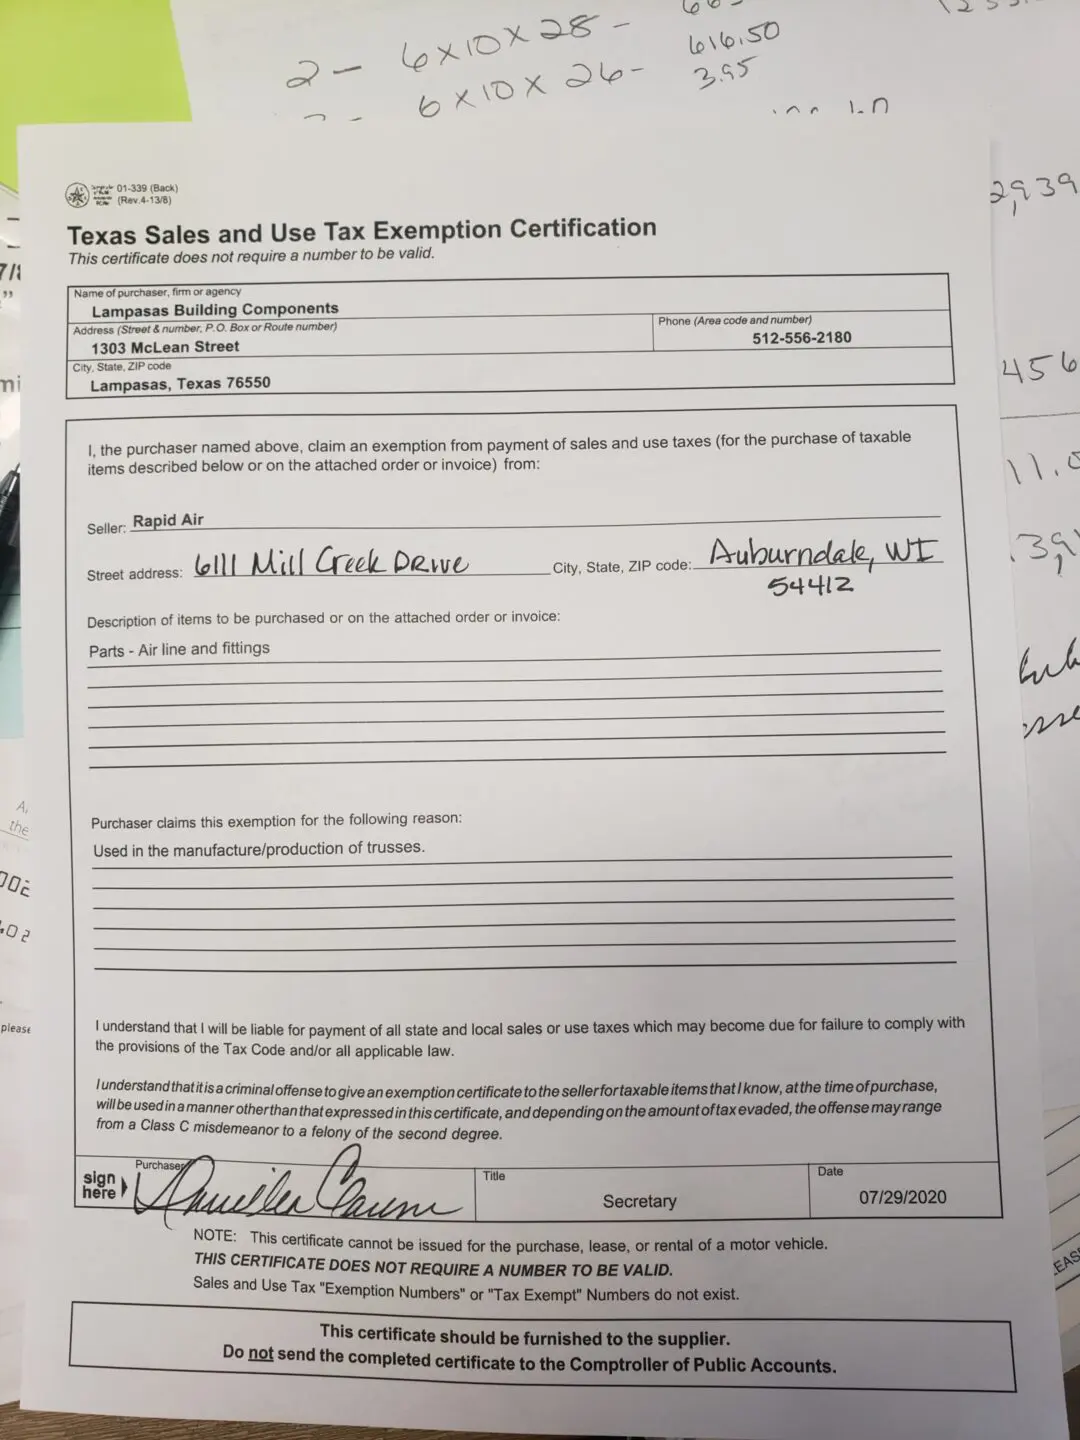 2 - 6x10x28 -
616.50
6x10x26-
3.95
2,939
01-339 (Back)
(Rev.4-13/8)
Texas Sales and Use Tax Exemption Certification
This certificate does not require a number to be valid.
Name of purchaser, firm or agency
Lampasas Building Components
Address (Street & number, P.O. Box or Route number)
Phone (Area code and number)
1303 McLean Street
512-556-2180
City, State, ZIP code
Lampasas, Texas 76550
456
I, the purchaser named above, claim an exemption from payment of sales and use taxes (for the purchase of taxable
items described below or on the attached order or invoice) from:
Seller: Rapid Air
Street address: 6111 Mill Creek Drive City, State, ZIP code: Auburndale, WI
54412
Description of items to be purchased or on the attached order or invoice:
Parts - Air line and fittings
Purchaser claims this exemption for the following reason:
Used in the manufacture/production of trusses.
the
002
please
I understand that I will be liable for payment of all state and local sales or use taxes which may become due for failure to comply with
the provisions of the Tax Code and/or all applicable law.
I understand that it is a criminal offense to give an exemption certificate to the seller for taxable items that I know, at the time of purchase,
will be used in a manner other than that expressed in this certificate, and depending on the amount of tax evaded, the offense may range
from a Class C misdemeanor to a felony of the second degree.
sign
here
Purchaser
Title
Secretary
Date
07/29/2020
NOTE: This certificate cannot be issued for the purchase, lease, or rental of a motor vehicle.
THIS CERTIFICATE DOES NOT REQUIRE A NUMBER TO BE VALID.
Sales and Use Tax "Exemption Numbers" or "Tax Exempt" Numbers do not exist.
This certificate should be furnished to the supplier.
Do not send the completed certificate to the Comptroller of Public Accounts.